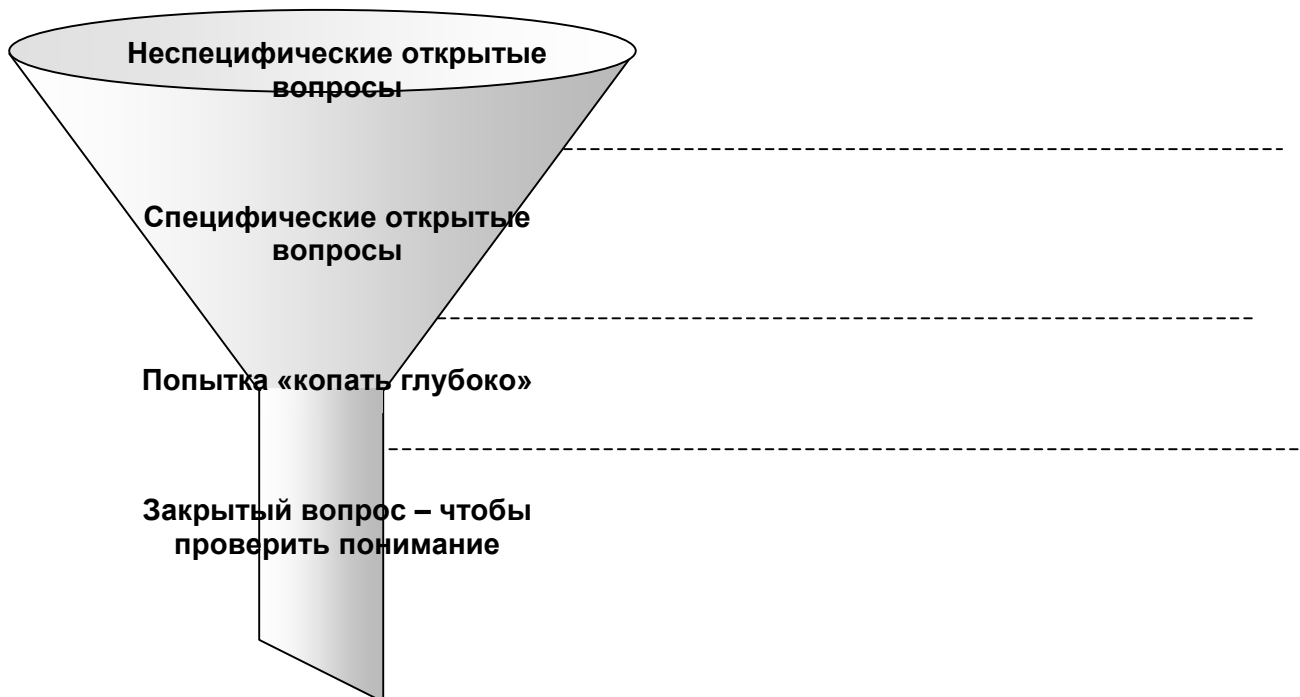 Неспецифические открытые
вопросы
Специфические открытые
вопросы
Попытка «копать глубоко»
Закрытый вопрос – чтобы
проверить понимание